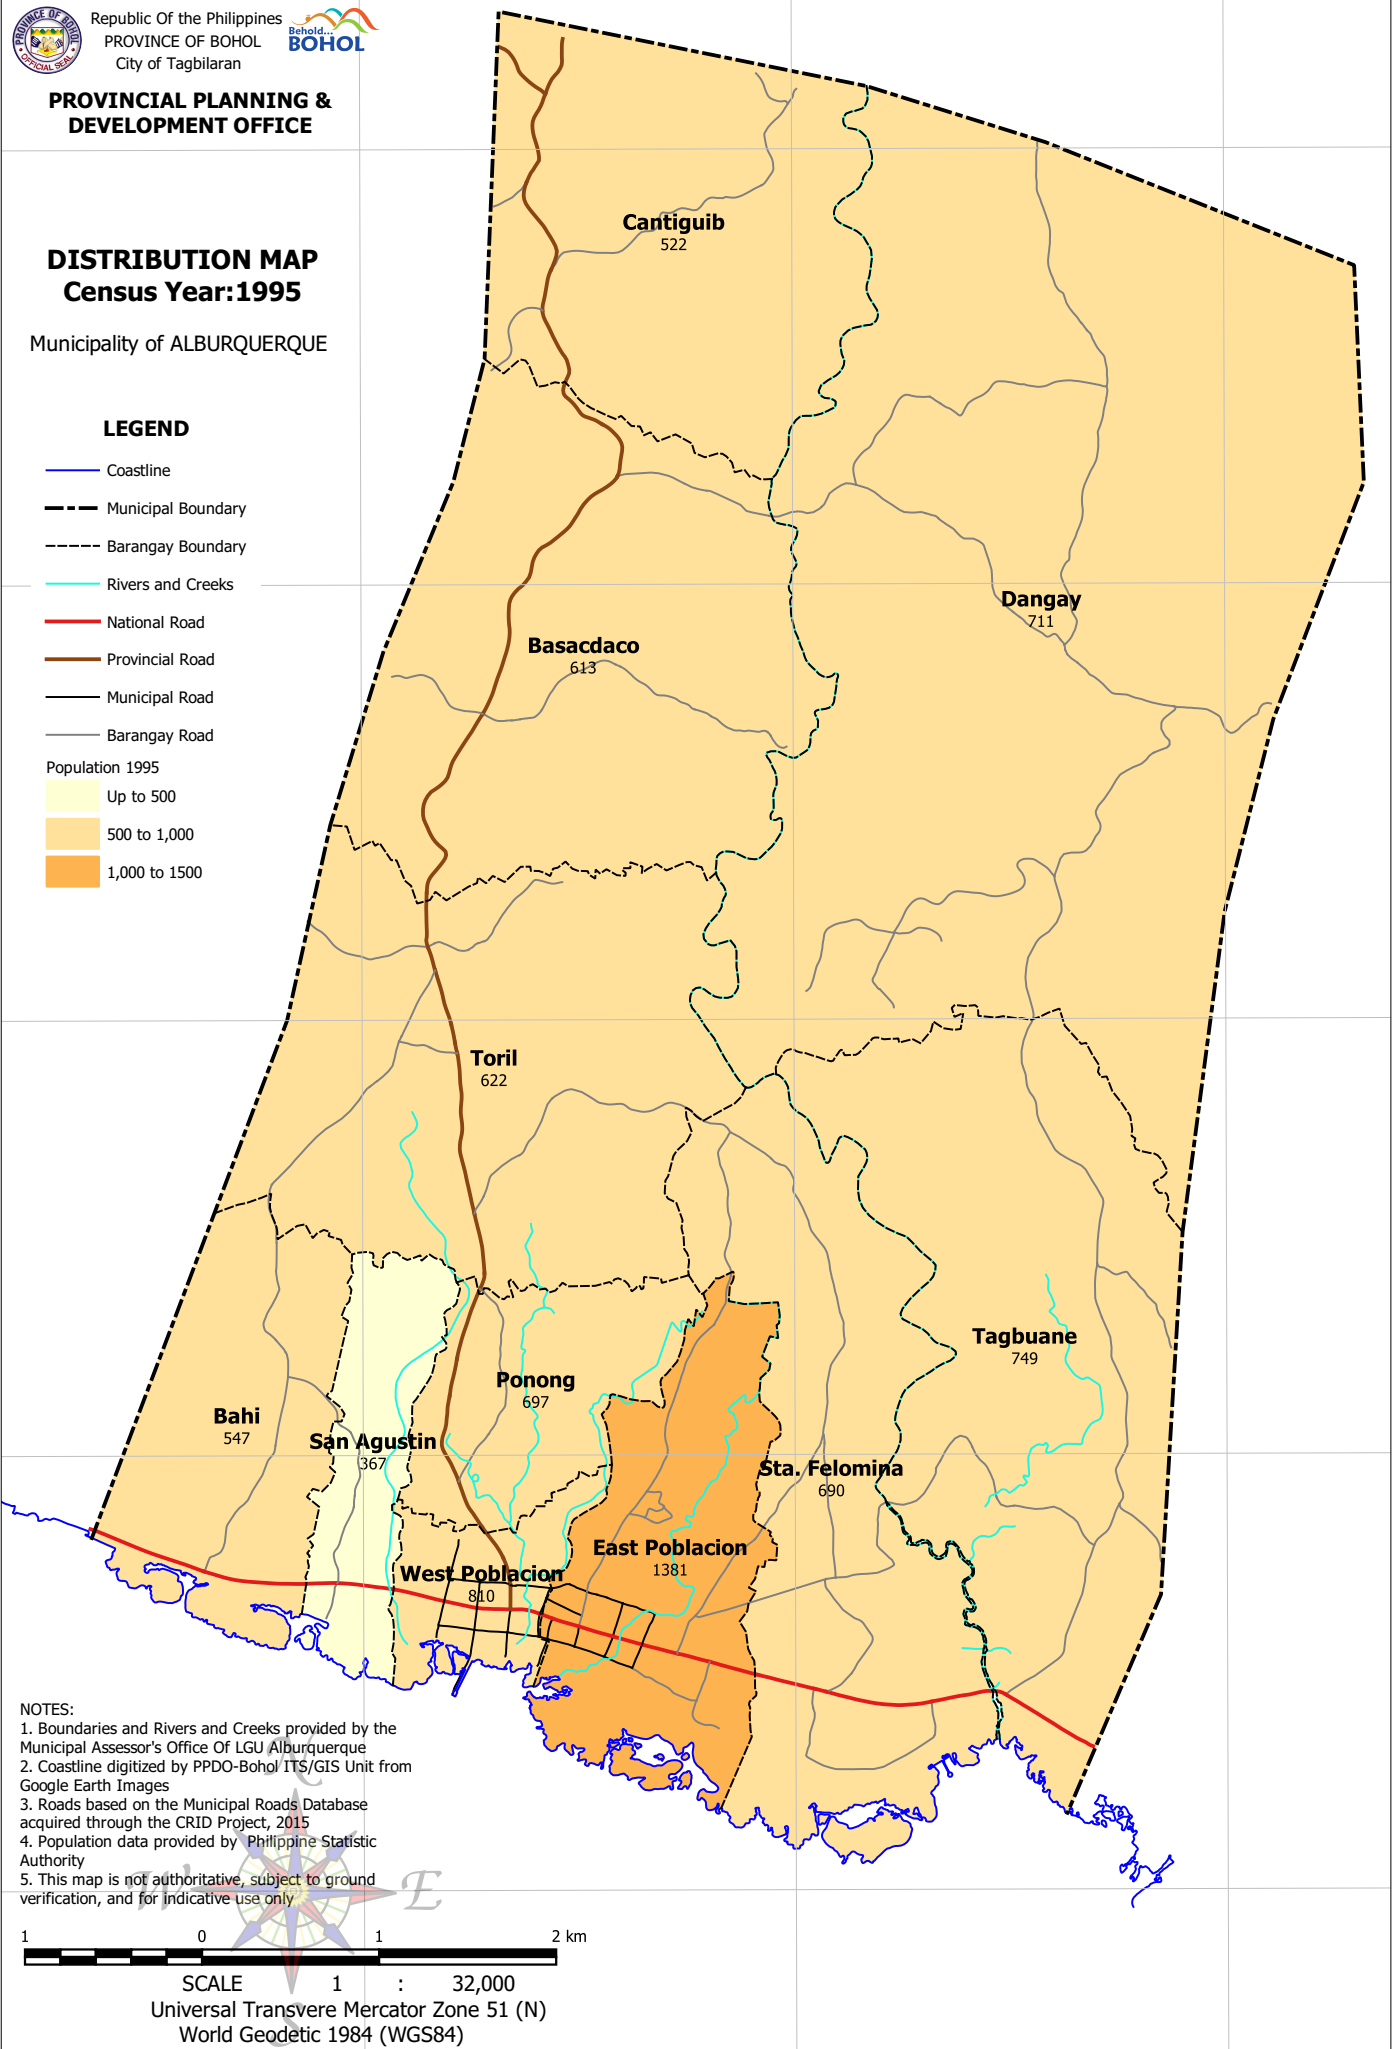 Republic Of the Philippines
PROVINCE OF BOHOL
City of Tagbilaran
PROVINCE OF BOHOL
OFFICIAL SEAL
Behold...
BOHOL
PROVINCIAL PLANNING &
DEVELOPMENT OFFICE
DISTRIBUTION MAP
Census Year:1995
Municipality of ALBURQUERQUE
LEGEND
Coastline
Municipal Boundary
Barangay Boundary
Rivers and Creeks
National Road
Provincial Road
Municipal Road
Barangay Road
Population 1995
Up to 500
500 to 1,000
1,000 to 1500
Cantiguib
522
Dangay
711
Basacdaco
613
Toril
622
Tagbuane
749
Ponong
697
Bahi
547
San Agustin
367
Sta. Felomina
690
East Poblacion
1381
West Poblacion
810
NOTES:
1. Boundaries and Rivers and Creeks provided by the
Municipal Assessor's Office Of LGU Alburquerque
2. Coastline digitized by PPDO-Bohol ITS/GIS Unit from
Google Earth Images
3. Roads based on the Municipal Roads Database
acquired through the CRID Project, 2015
4. Population data provided by Philippine Statistic
Authority
5. This map is not authoritative, subject to ground
verification, and for indicative use only
N
W
E
S
1 0 1 2 km
SCALE 1 : 32,000
Universal Transvere Mercator Zone 51 (N)
World Geodetic 1984 (WGS84)